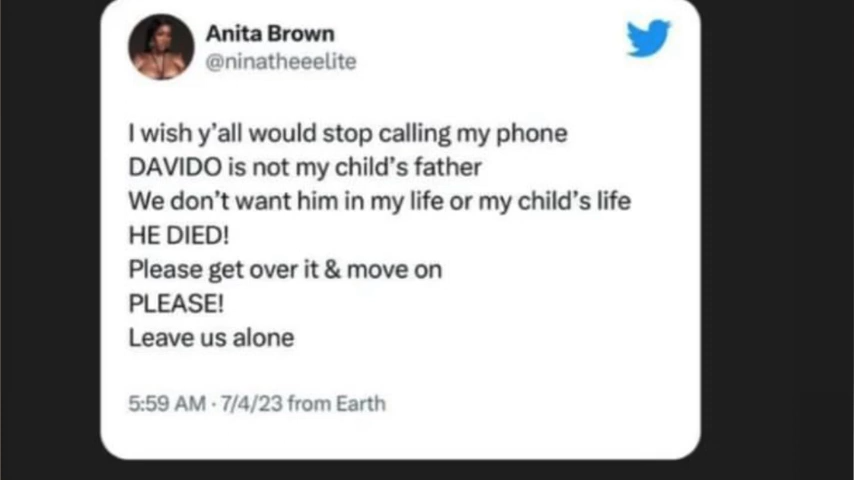 Anita Brown
@ninatheeelite
I wish y'all would stop calling my phone
DAVIDO is not my child's father
We don't want him in my life or my child's life
HE DIED!
Please get over it & move on
PLEASE!
Leave us alone
5:59 AM · 7/4/23 from Earth